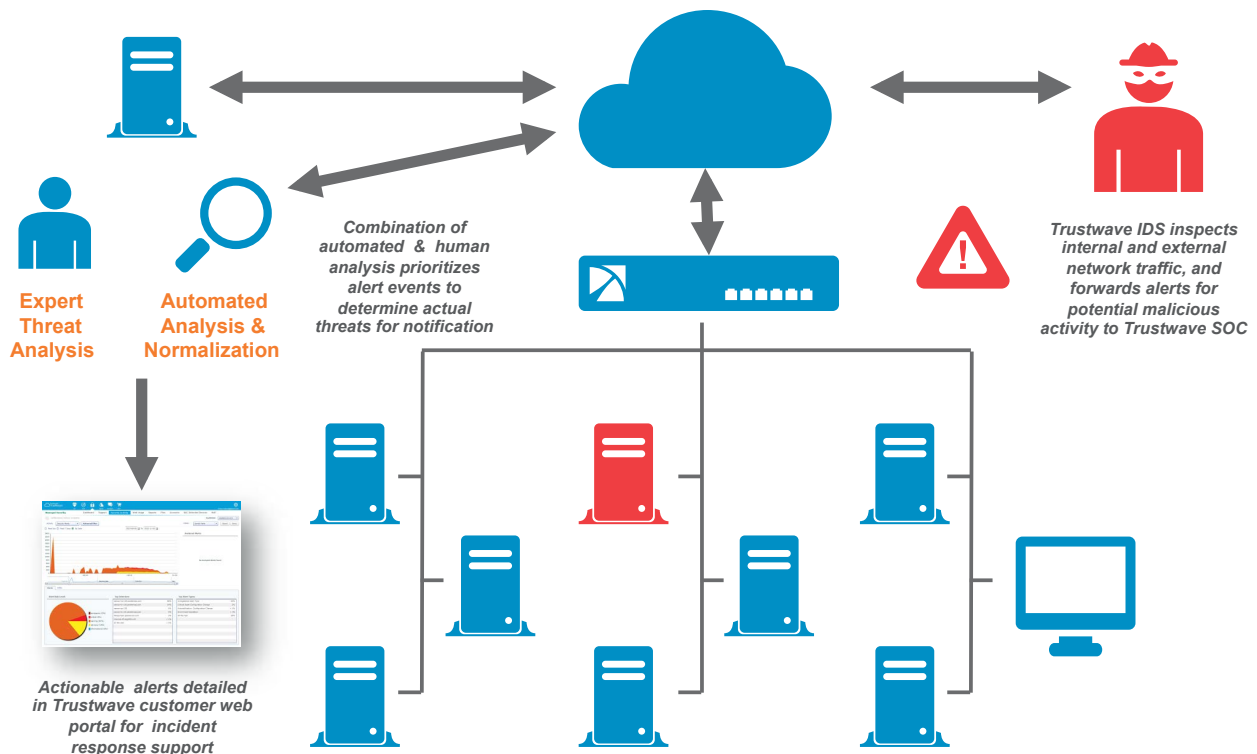 Expert
Threat
Analysis
Automated
Analysis &
Normalization
Combination of
automated & human
analysis prioritizes
alert events to
determine actual
threats for notification
!
Trustwave IDS inspects
internal and external
network traffic, and
forwards alerts for
potential malicious
activity to Trustwave SOC
Actionable alerts detailed
in Trustwave customer web
portal for incident
response support